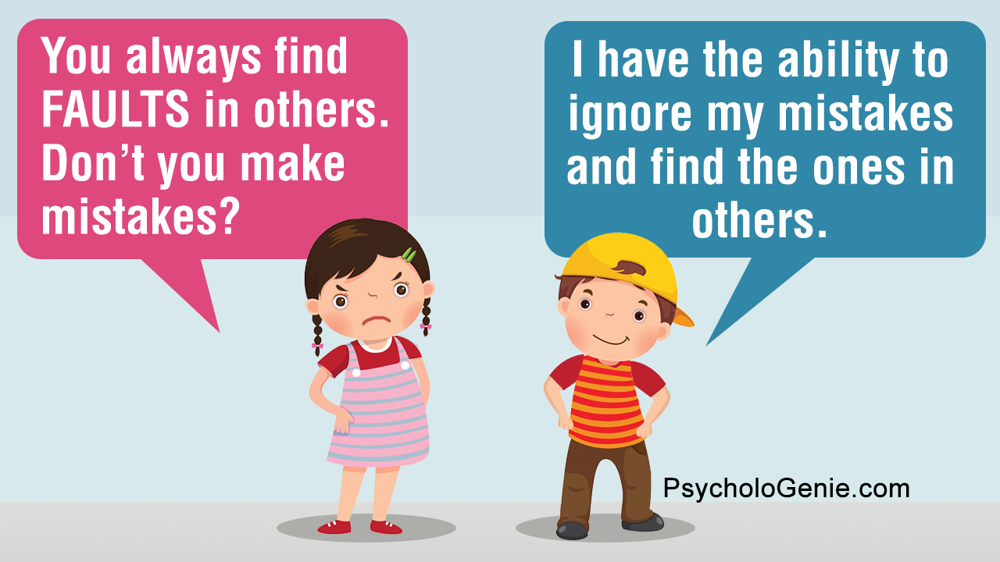 You always find
FAULTS in others.
Don’t you make
mistakes?
I have the ability to
ignore my mistakes
and find the ones in
others.
PsycholoGenie.com